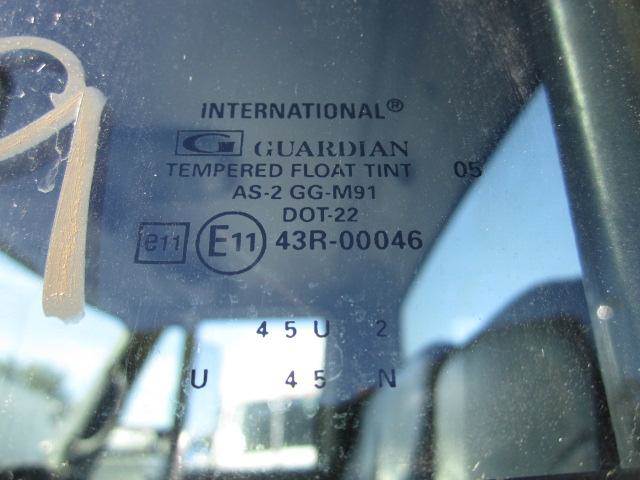 9
INTERNATIONAL®
G GUARDIAN
TEMPERED FLOAT TINT 05
AS-2 GG-M91
DOT-22
e11 E11 43R-00046
45U 2
U 45 N